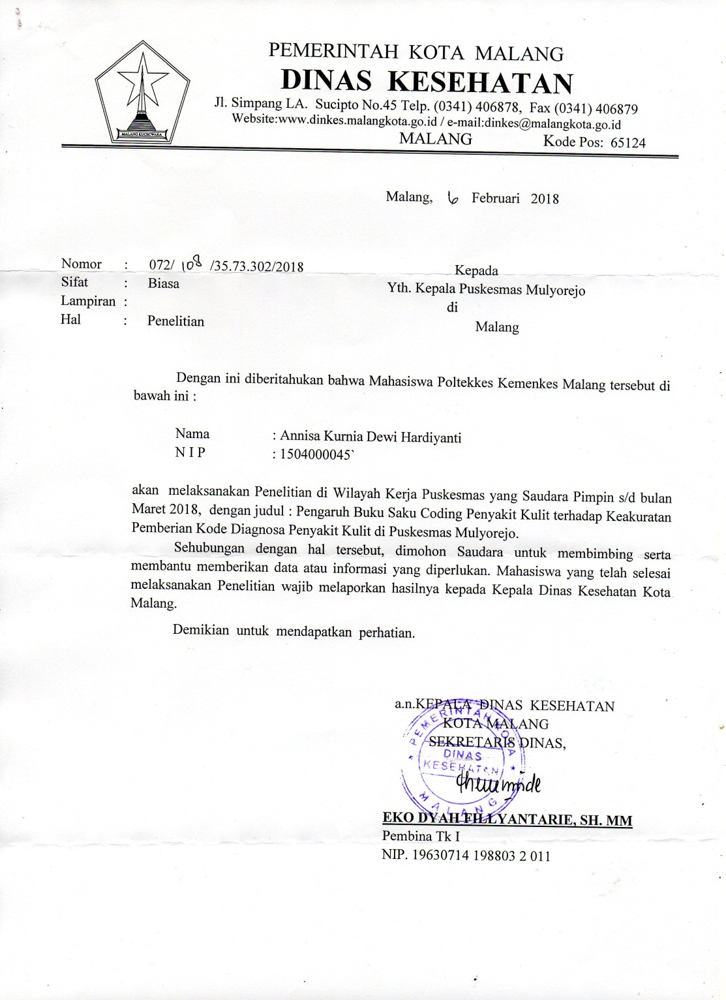 PEMERINTAH KOTA MALANG
DINAS KESEHATAN
Jl. Simpang LA. Sucipto No.45 Telp. (0341) 406878, Fax (0341) 406879
Website:www.dinkes.malangkota.go.id / e-mail:dinkes@malangkota.go.id
MALANG Kode Pos: 65124
MALANG KUCECWARA
Malang, 6 Februari 2018
Nomor : 072/ 108 /35.73.302/2018
Sifat : Biasa
Lampiran :
Hal : Penelitian
Kepada
Yth. Kepala Puskesmas Mulyorejo
di
Malang
Dengan ini diberitahukan bahwa Mahasiswa Poltekkes Kemenkes Malang tersebut di
bawah ini :
Nama : Annisa Kurnia Dewi Hardiyanti
N I P : 1504000045`
akan melaksanakan Penelitian di Wilayah Kerja Puskesmas yang Saudara Pimpin s/d bulan
Maret 2018, dengan judul : Pengaruh Buku Saku Coding Penyakit Kulit terhadap Keakuratan
Pemberian Kode Diagnosa Penyakit Kulit di Puskesmas Mulyorejo.
Sehubungan dengan hal tersebut, dimohon Saudara untuk membimbing serta
membantu memberikan data atau informasi yang diperlukan. Mahasiswa yang telah selesai
melaksanakan Penelitian wajib melaporkan hasilnya kepada Kepala Dinas Kesehatan Kota
Malang.
Demikian untuk mendapatkan perhatian.
a.n.KEPALA DINAS KESEHATAN
KOTA MALANG
SEKRETARIS DINAS,
PEMERINTAH KOTA
DINAS
KESEHATAN
MALANG
EKO DYAH FILLYANTARIE, SH. MM
Pembina Tk I
NIP. 19630714 198803 2 011